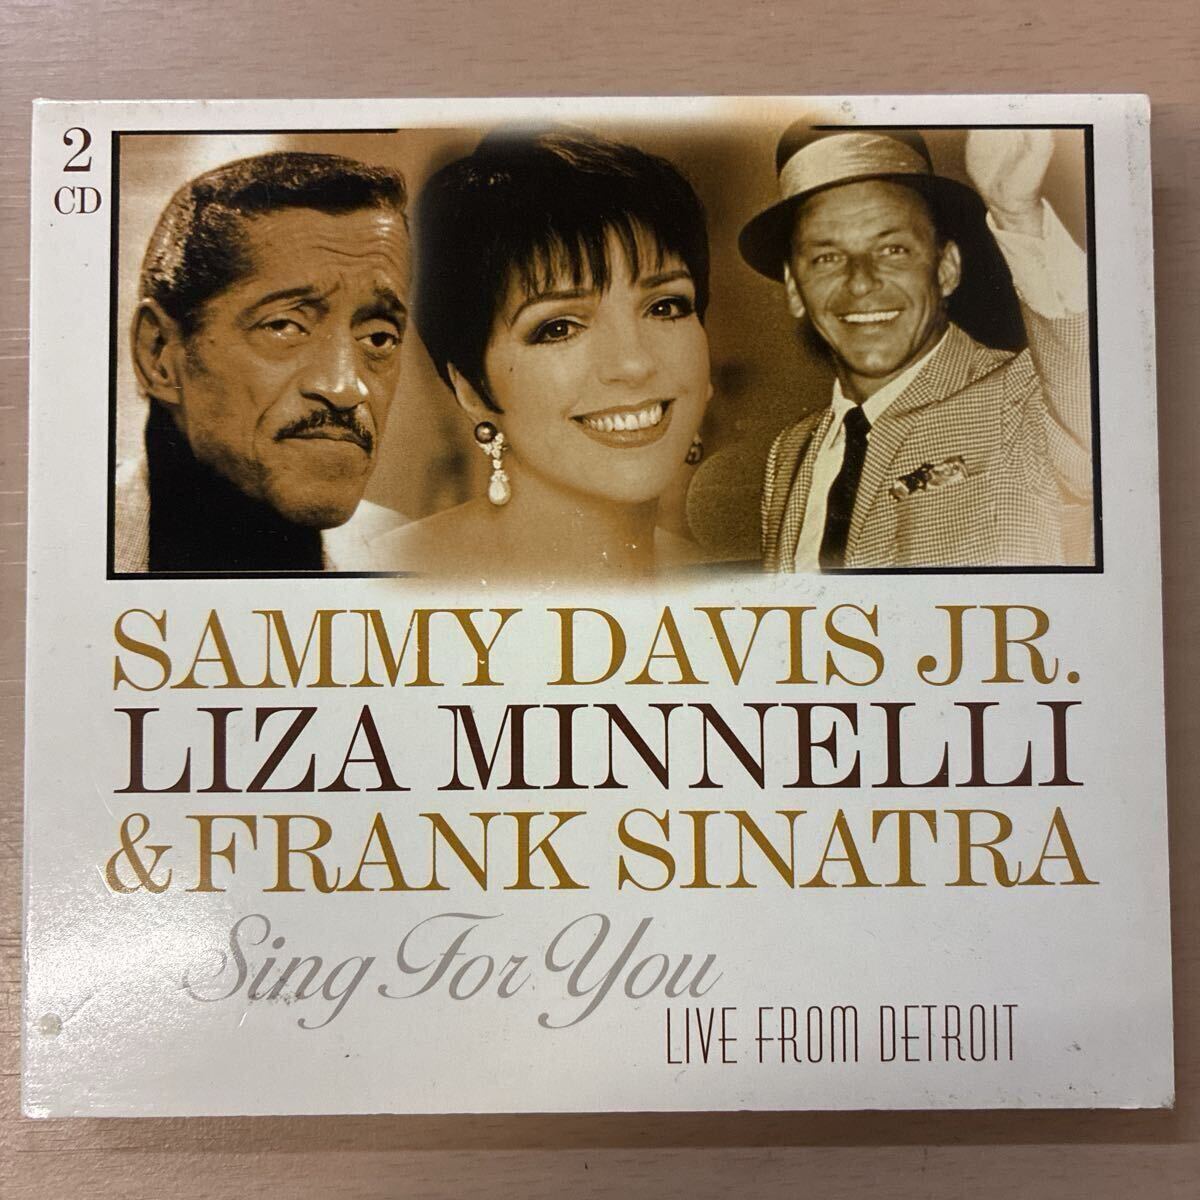 2
CD
SAMMY DAVIS JR.
LIZA MINNELLI
& FRANK SINATRA
Sing For You
LIVE FROM DETROIT